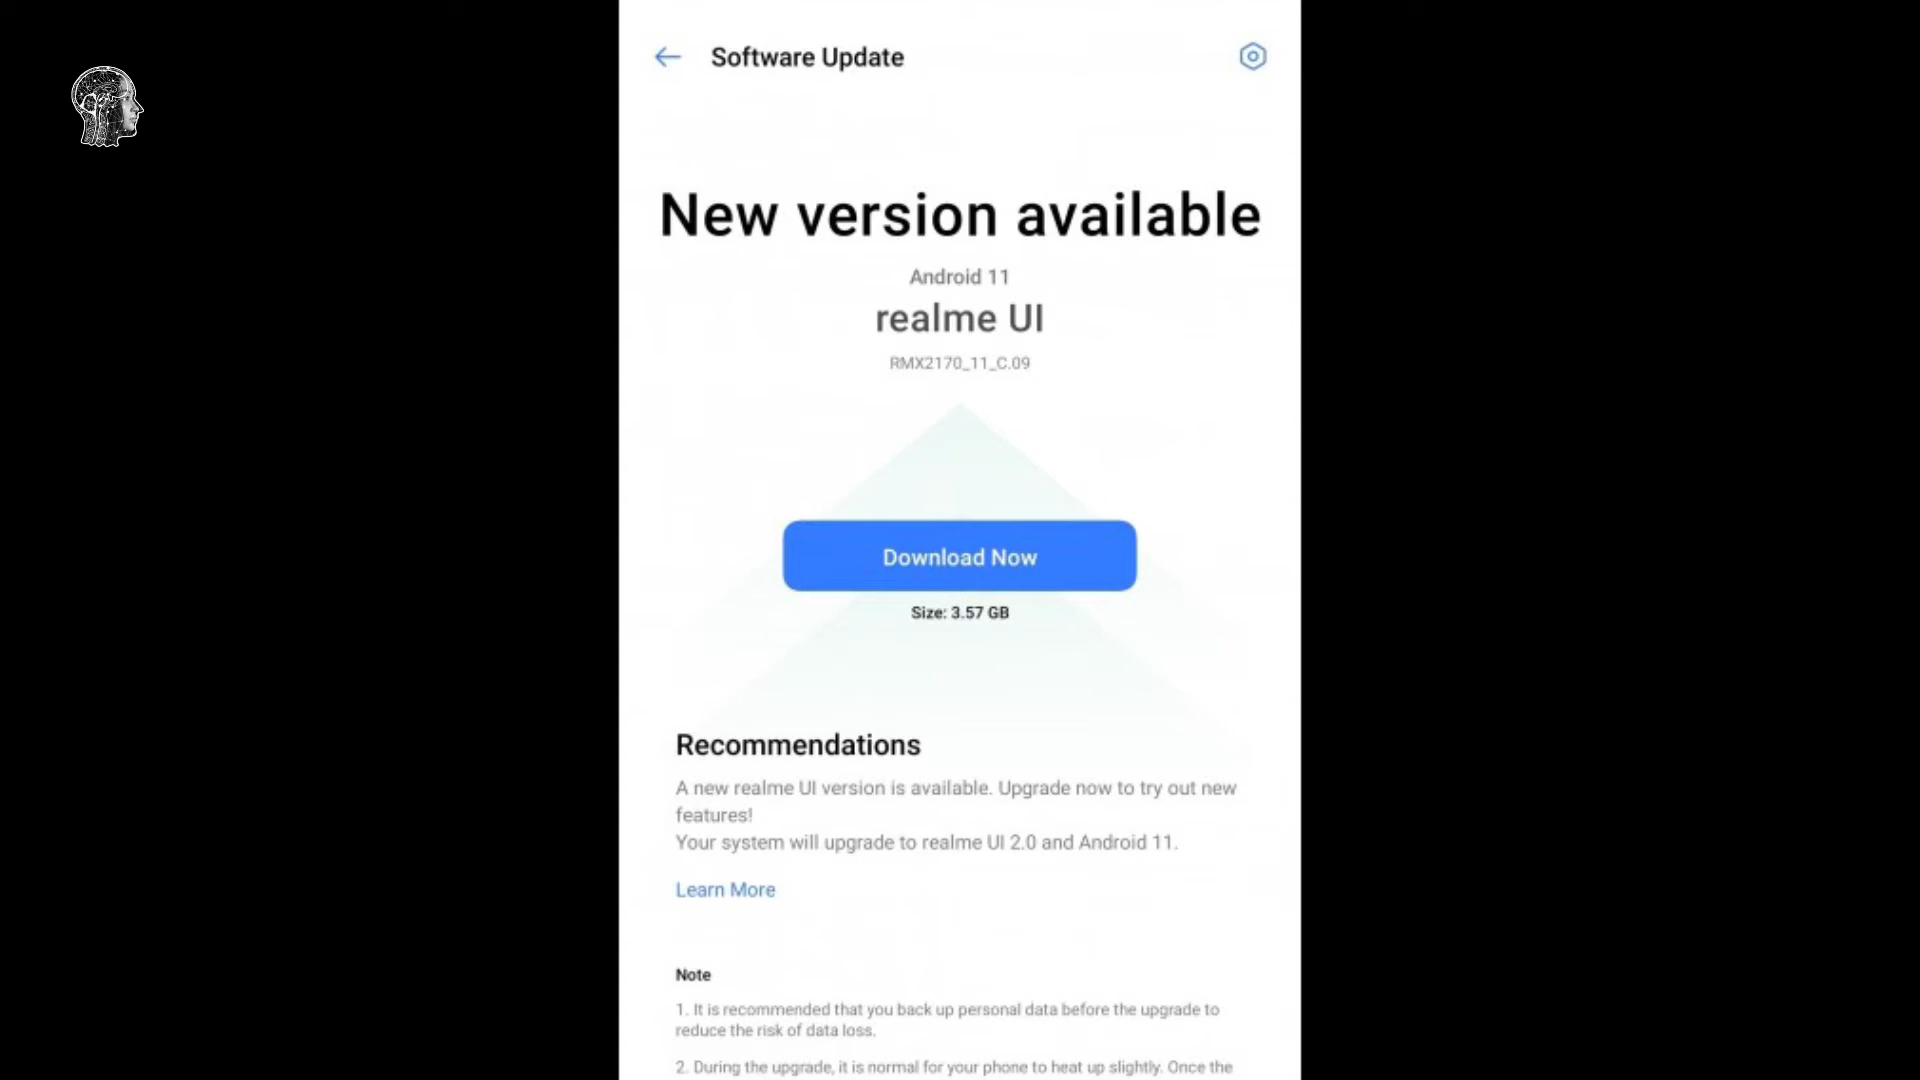 Software Update
New version available
Android 11
realme UI
RMX2170_11_C.09
Download Now
Size: 3.57 GB
Recommendations
A new realme UI version is available. Upgrade now to try out new
features!
Your system will upgrade to realme UI 2.0 and Android 11.
Learn More
Note
1. It is recommended that you back up personal data before the upgrade to
reduce the risk of data loss.
2. During the upgrade, it is normal for your phone to heat up slightly. Once the